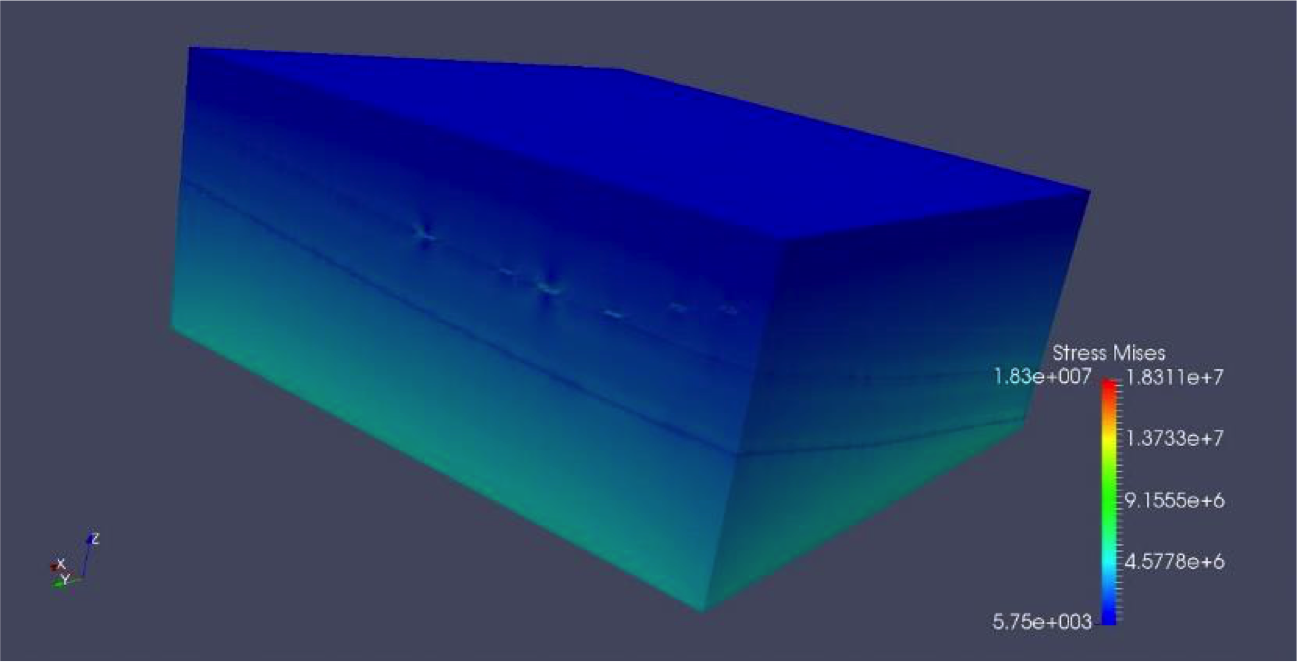 Stress Mises
1.83e+007 1.8311e+7
1.3733e+7
9.1555e+6
4.5778e+6
5.75e+003
Z
X
Y